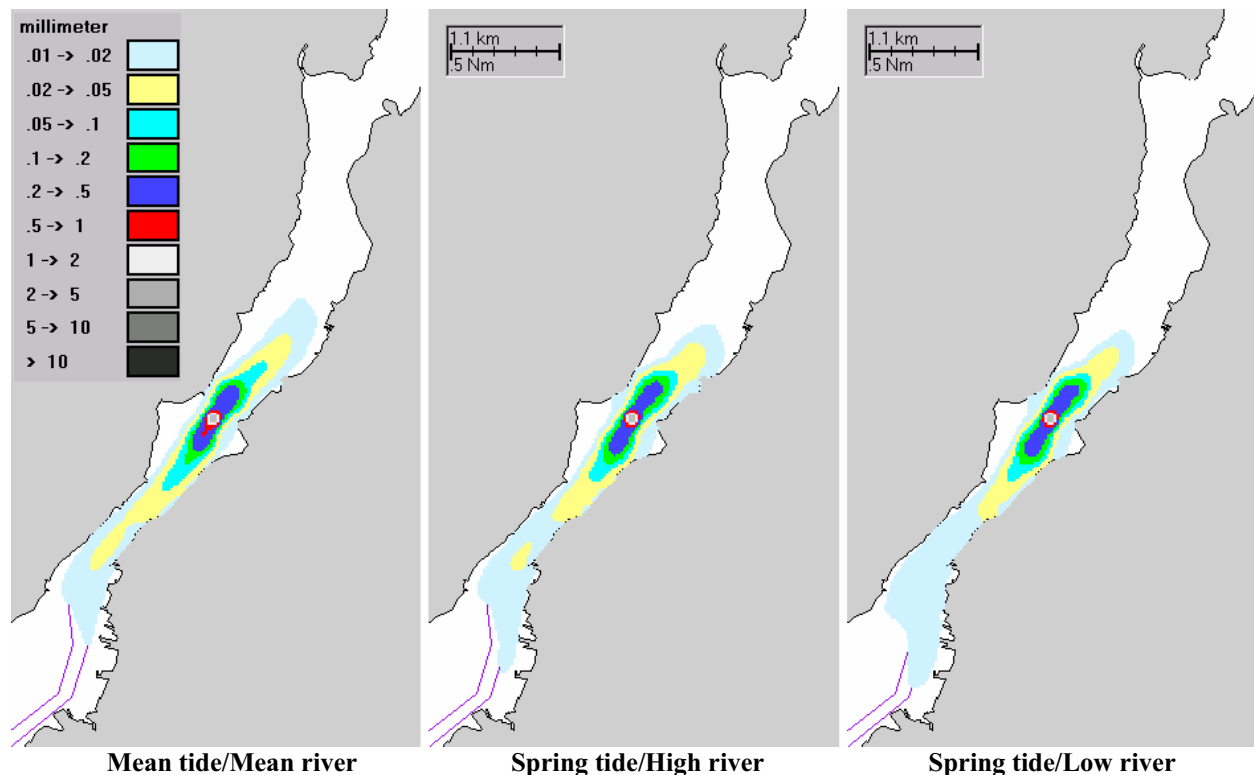 millimeter
.01 -> .02
.02 -> .05
.05 -> .1
.1 -> .2
.2 -> .5
.5 -> 1
1 -> 2
2 -> 5
5 -> 10
> 10
1.1 km
.5 Nm
1.1 km
.5 Nm
Mean tide/Mean river
Spring tide/High river
Spring tide/Low river